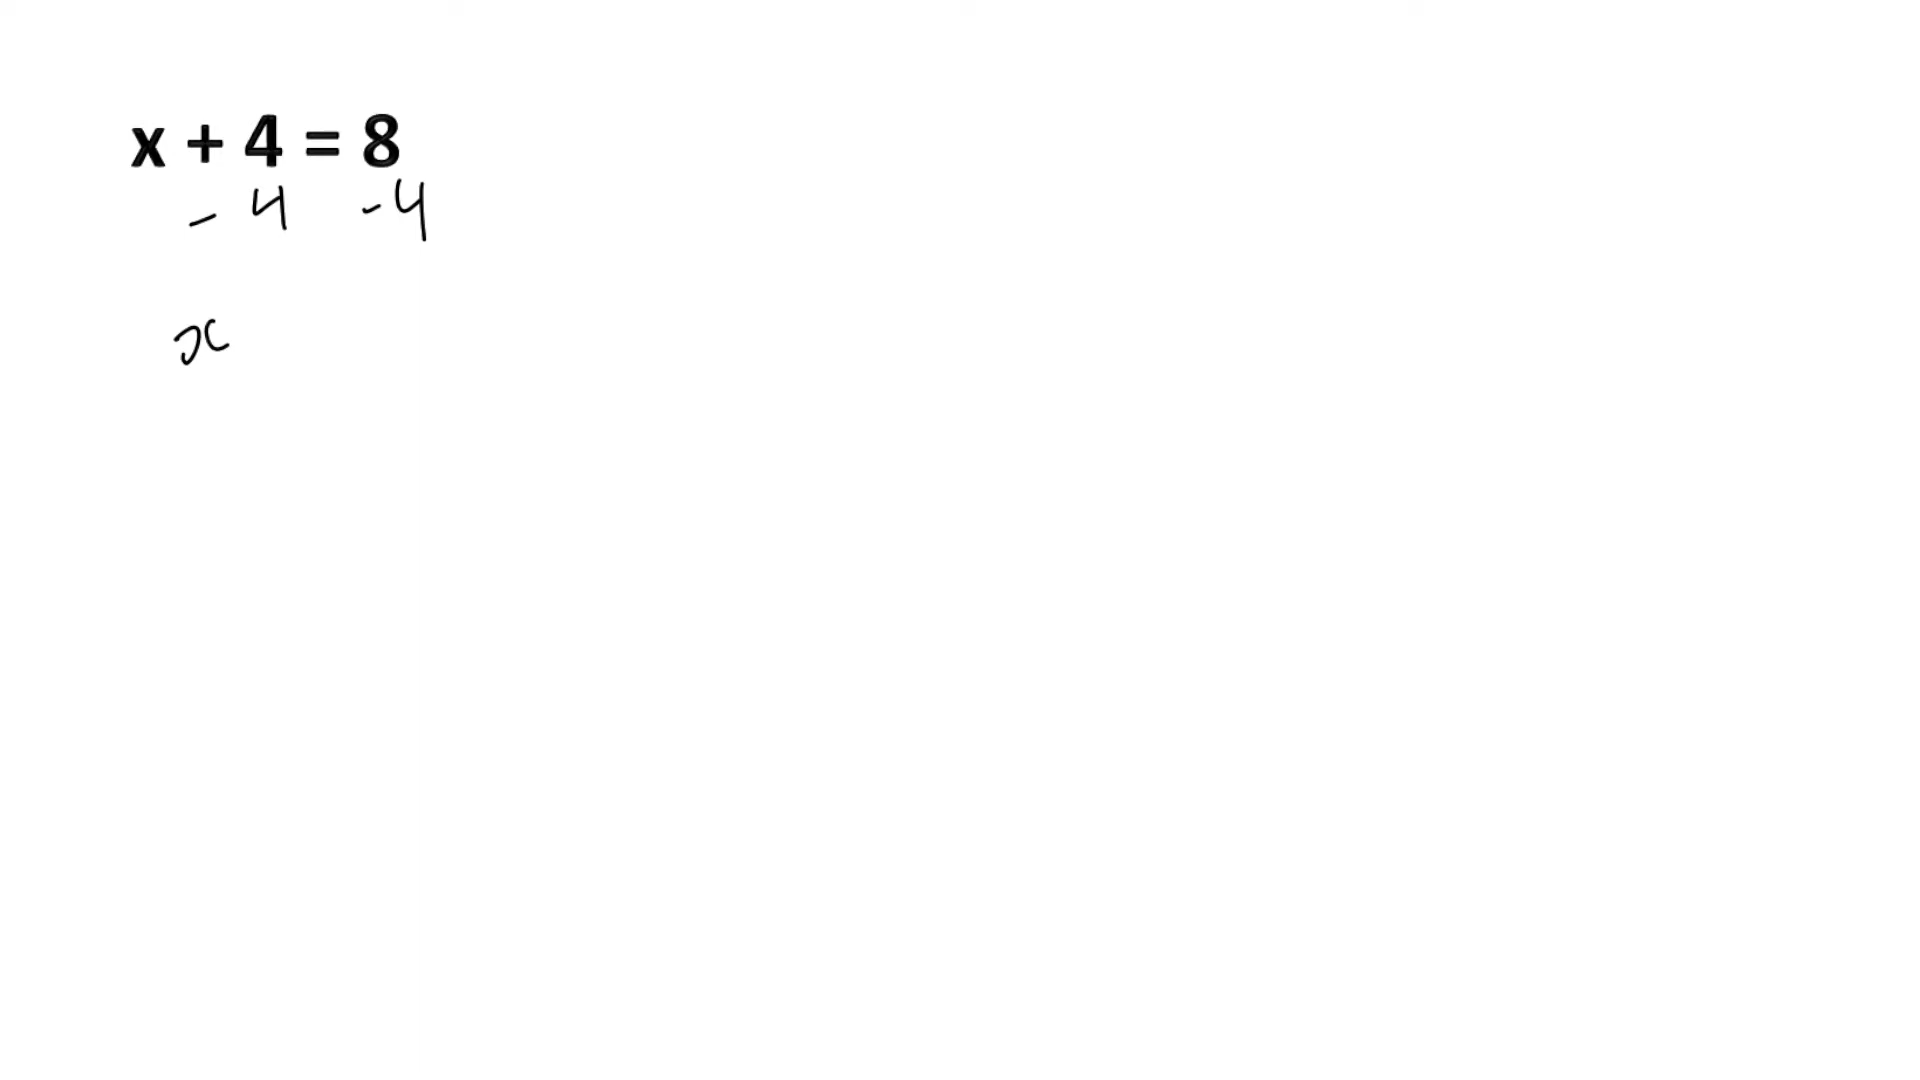 x + 4 = 8
- 4 -4
x